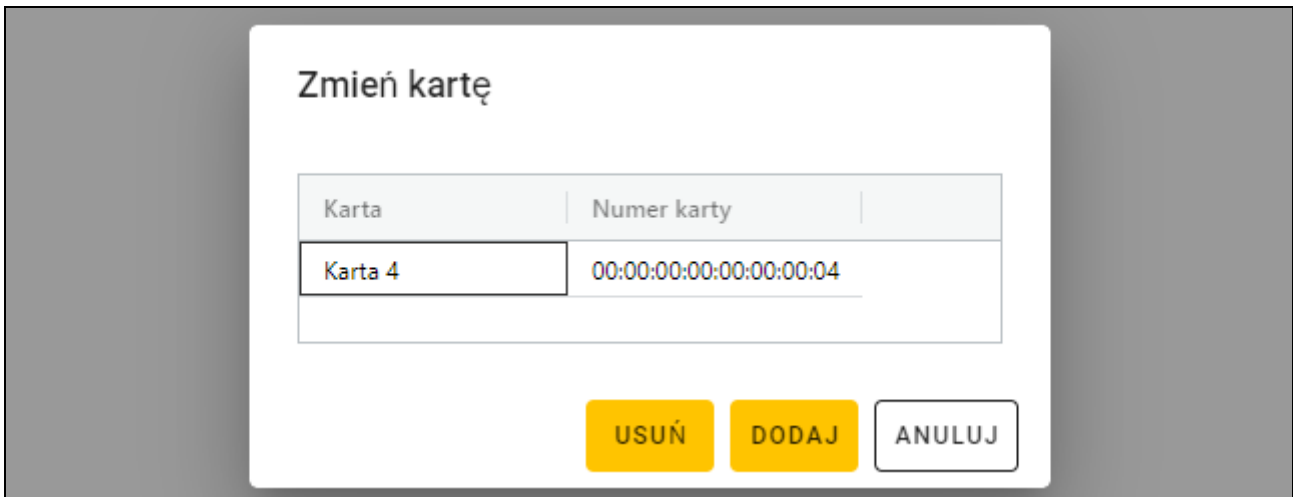 Zmień kartę
Karta Numer karty
Karta 4 00:00:00:00:00:00:00:04
USUŃ DODAJ ANULUJ